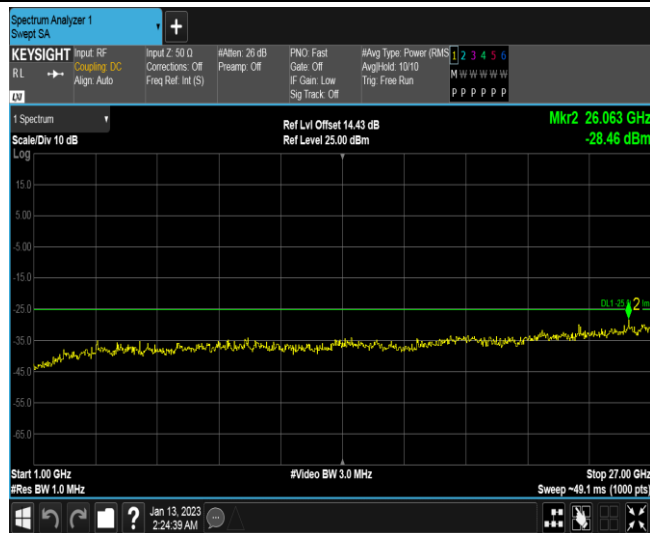 Spectrum Analyzer 1
Swept SA
KEYSIGHT
RL
LXI
Input: RF
Coupling: DC
Align: Auto
Input Z: 50 Ω
Corrections: Off
Freq Ref: Int (S)
#Atten: 26 dB
Preamp: Off
PNO: Fast
Gate: Off
IF Gain: Low
Sig Track: Off
#Avg Type: Power (RMS
Avg|Hold: 10/10
Trig: Free Run
1 2 3 4 5 6
M W W W W W
P P P P P P
1 Spectrum
Scale/Div 10 dB
Log
Ref Lvl Offset 14.43 dB
Ref Level 25.00 dBm
Mkr2 26.063 GHz
-28.46 dBm
15.0
5.00
-5.00
-15.0
-25.0
-35.0
-45.0
-55.0
-65.0
DL1 -25
2
Start 1.00 GHz
#Res BW 1.0 MHz
#Video BW 3.0 MHz
Stop 27.00 GHz
Sweep ~49.1 ms (1000 pts)
?
Jan 13, 2023
2:24:39 AM